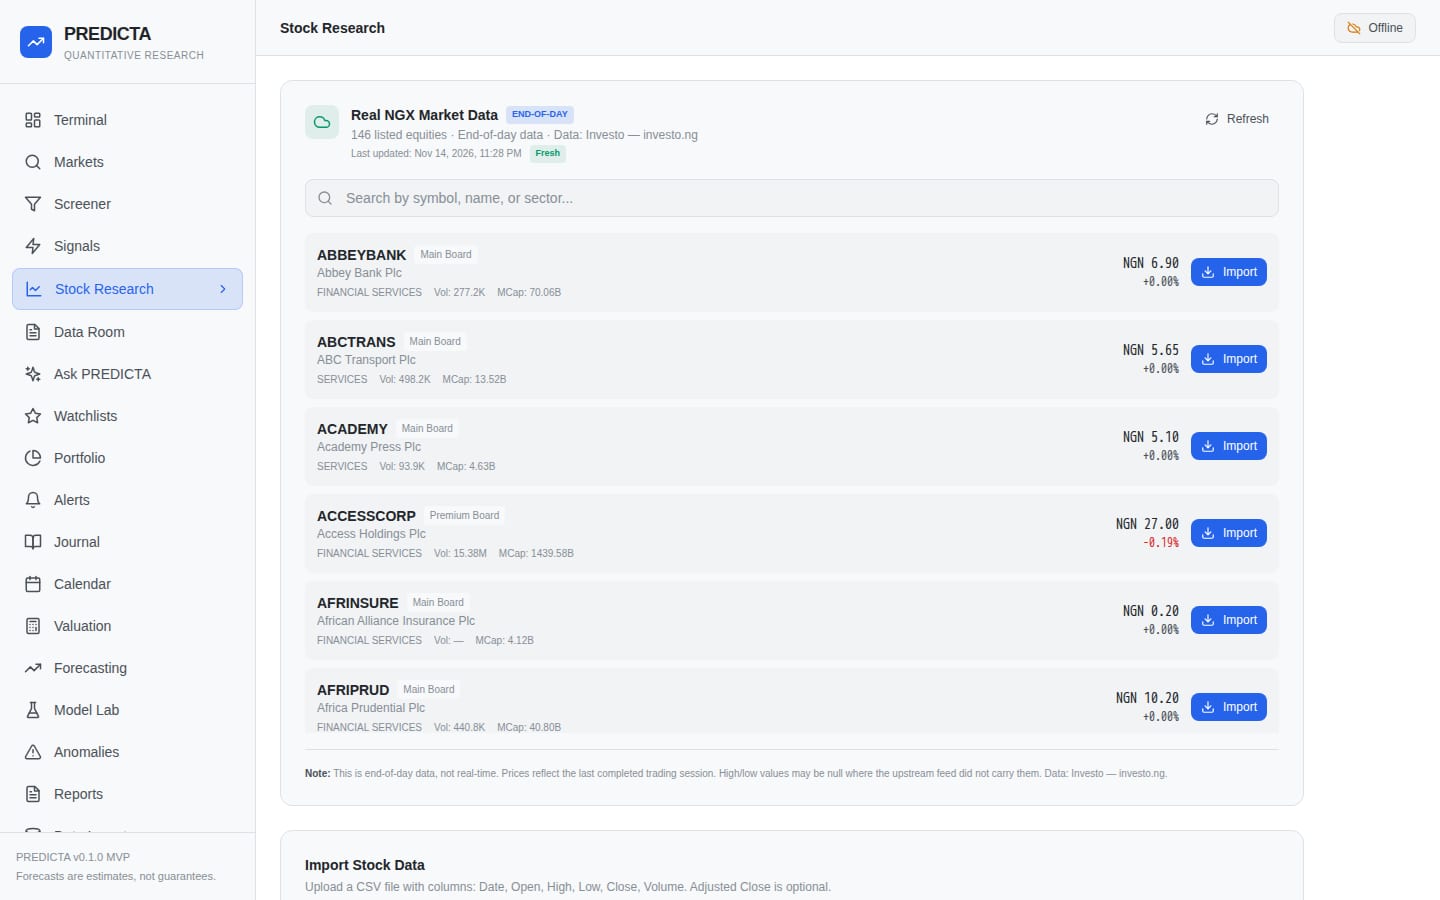 PREDICTA
QUANTITATIVE RESEARCH
Terminal
Markets
Screener
Signals
Stock Research
Data Room
Ask PREDICTA
Watchlists
Portfolio
Alerts
Journal
Calendar
Valuation
Forecasting
Model Lab
Anomalies
Reports
PREDICTA v0.1.0 MVP
Forecasts are estimates, not guarantees.
Stock Research
Offline
Real NGX Market Data END-OF-DAY
146 listed equities · End-of-day data · Data: Investo — investo.ng
Last updated: Nov 14, 2026, 11:28 PM Fresh
Refresh
Search by symbol, name, or sector...
ABBEYBANK Main Board
Abbey Bank Plc
FINANCIAL SERVICES Vol: 277.2K MCap: 70.06B
NGN 6.90
+0.00%
Import
ABCTRANS Main Board
ABC Transport Plc
SERVICES Vol: 498.2K MCap: 13.52B
NGN 5.65
+0.00%
Import
ACADEMY Main Board
Academy Press Plc
SERVICES Vol: 93.9K MCap: 4.63B
NGN 5.10
+0.00%
Import
ACCESSCORP Premium Board
Access Holdings Plc
FINANCIAL SERVICES Vol: 15.38M MCap: 1439.58B
NGN 27.00
-0.19%
Import
AFRINSURE Main Board
African Alliance Insurance Plc
FINANCIAL SERVICES Vol: — MCap: 4.12B
NGN 0.20
+0.00%
Import
AFRIPRUD Main Board
Africa Prudential Plc
FINANCIAL SERVICES Vol: 440.8K MCap: 40.80B
NGN 10.20
+0.00%
Import
Note: This is end-of-day data, not real-time. Prices reflect the last completed trading session. High/low values may be null where the upstream feed did not carry them. Data: Investo — investo.ng.
Import Stock Data
Upload a CSV file with columns: Date, Open, High, Low, Close, Volume. Adjusted Close is optional.